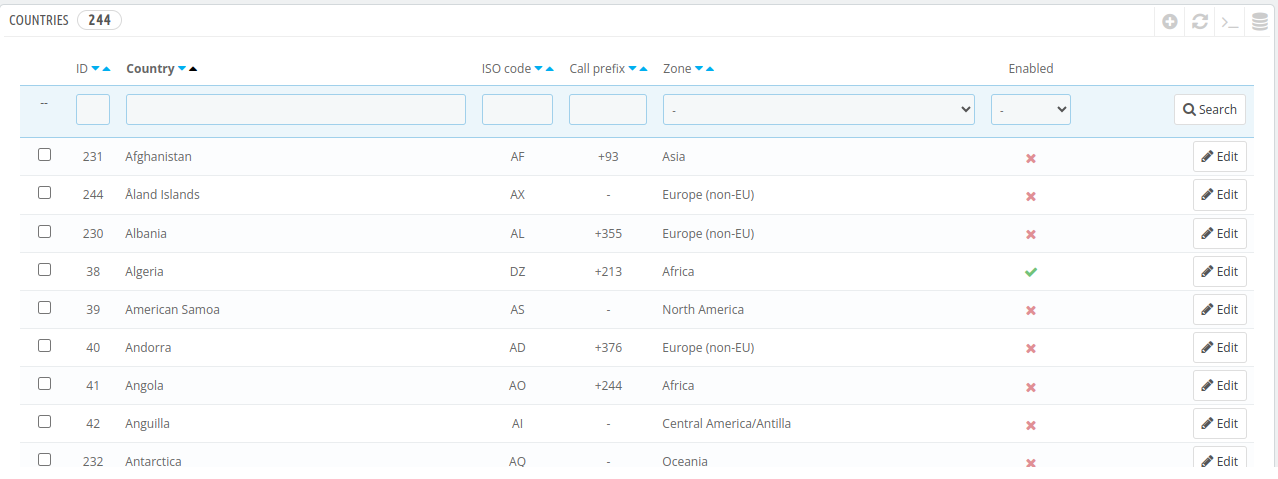 COUNTRIES 244
ID Country ISO code Call prefix Zone Enabled
-- - - Search
231 Afghanistan AF +93 Asia Edit
244 Åland Islands AX - Europe (non-EU) Edit
230 Albania AL +355 Europe (non-EU) Edit
38 Algeria DZ +213 Africa Edit
39 American Samoa AS - North America Edit
40 Andorra AD +376 Europe (non-EU) Edit
41 Angola AO +244 Africa Edit
42 Anguilla AI - Central America/Antilla Edit
232 Antarctica AQ - Oceania Edit